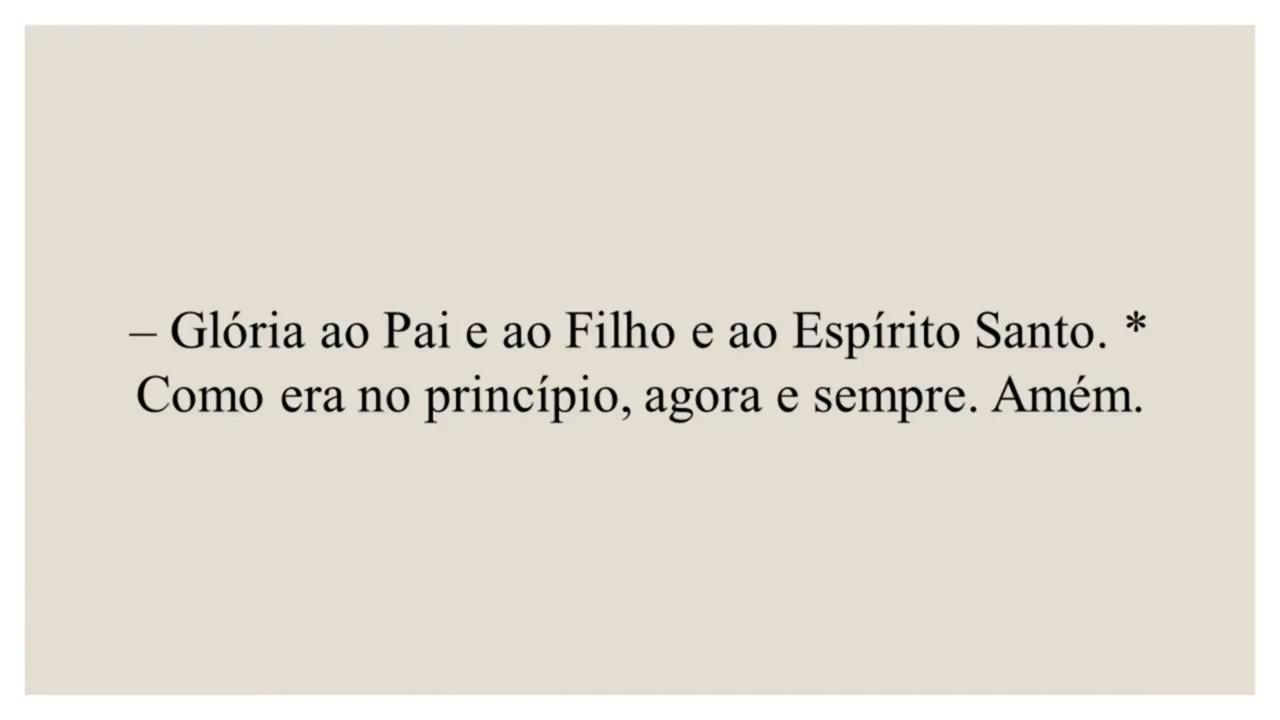 – Glória ao Pai e ao Filho e ao Espírito Santo. *
Como era no princípio, agora e sempre. Amém.